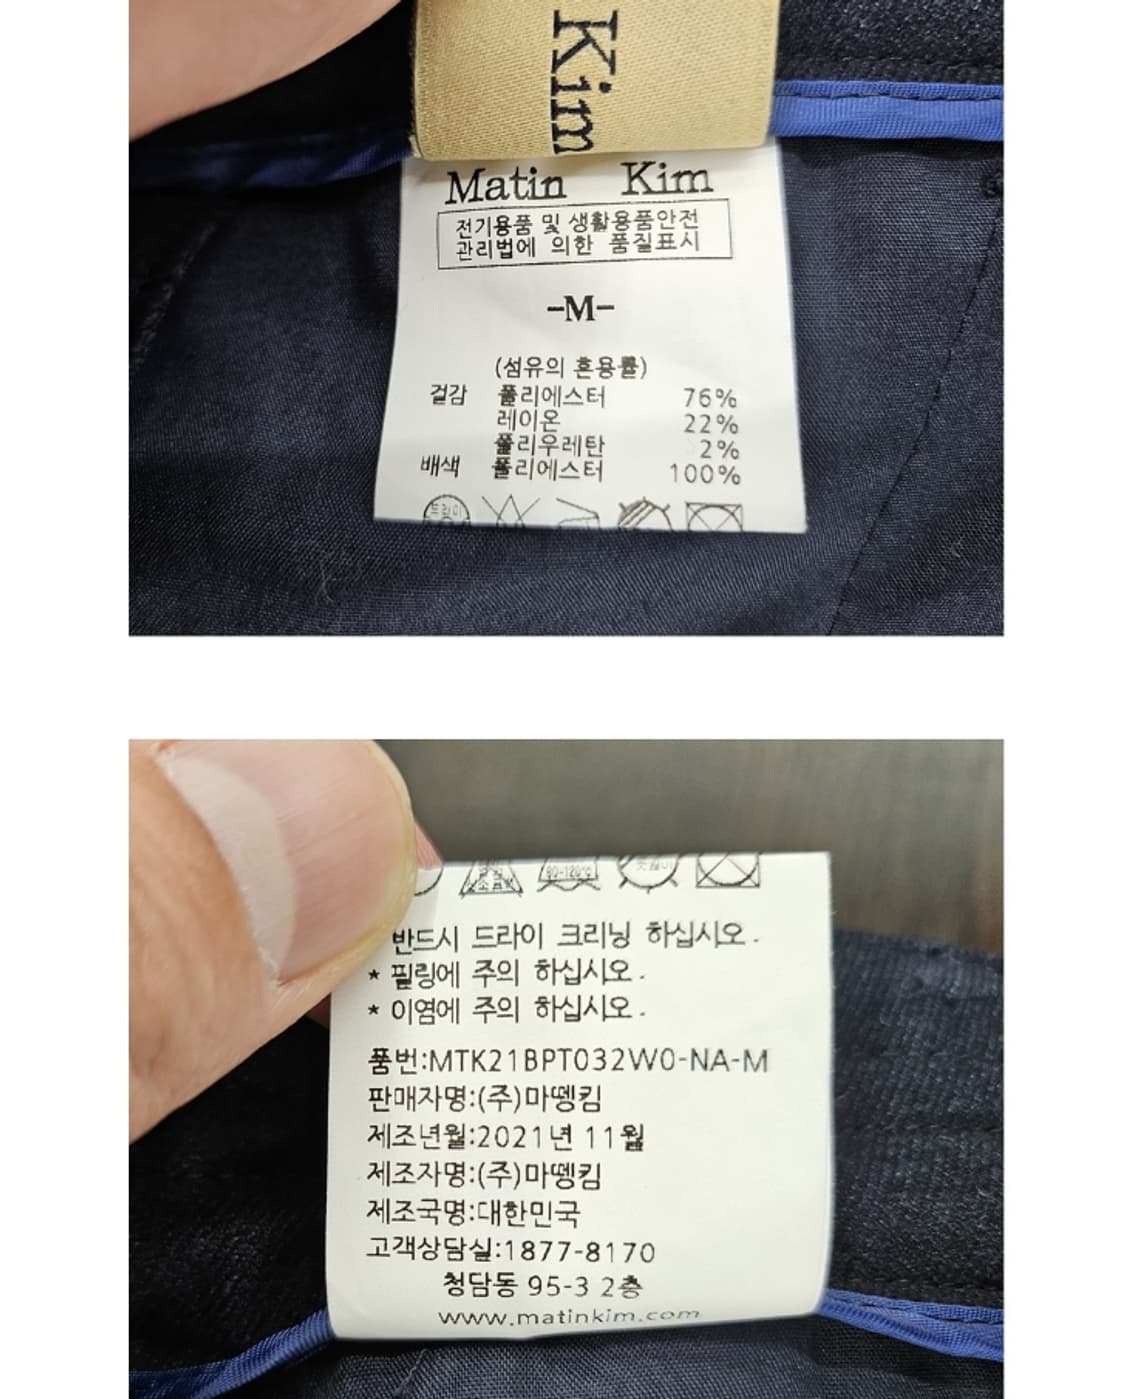 Kim
Matin Kim
전기용품 및 생활용품안전
관리법에 의한 품질표시
-M-
(섬유의 혼용률)
걸감 폴리에스터 76%
레이온 22%
폴리우레탄 2%
배색 폴리에스터 100%
드라이
80-120℃
반드시 드라이 크리닝 하십시오.
* 필링에 주의 하십시오.
* 이염에 주의 하십시오.
품번:MTK21BPT032W0-NA-M
판매자명:(주)마뗑킴
제조년월:2021년 11월
제조자명:(주)마뗑킴
제조국명:대한민국
고객상담실:1877-8170
청담동 95-3 2층
www.matinkim.com